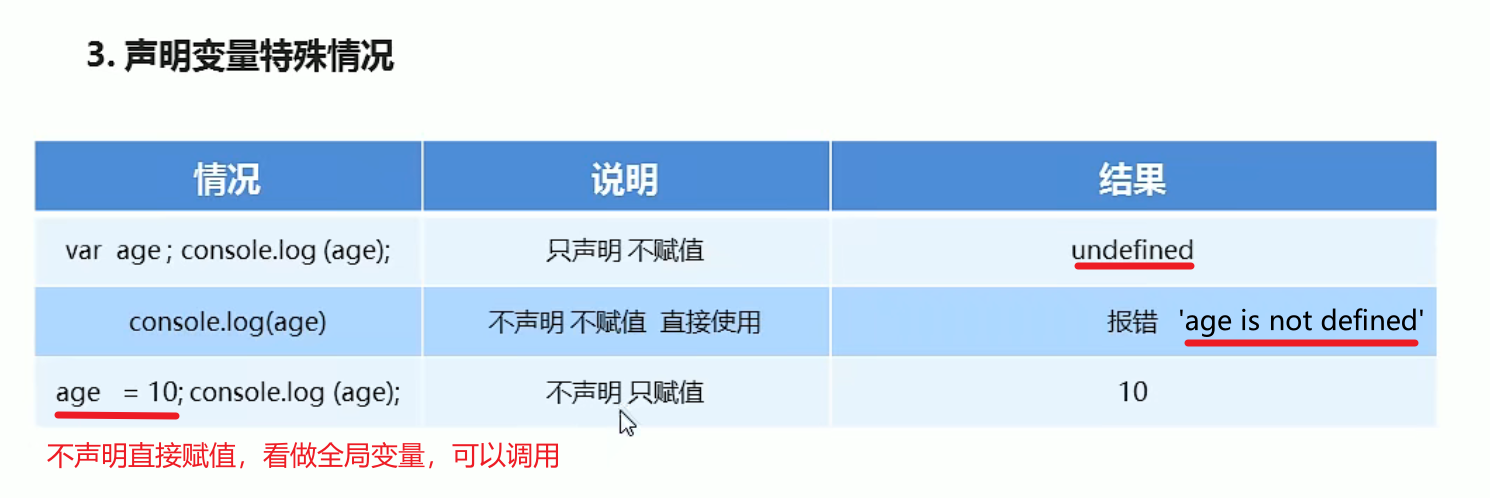 3. 声明变量特殊情况
情况 说明 结果
var age ; console.log (age); 只声明 不赋值 undefined
console.log(age) 不声明 不赋值 直接使用 报错 'age is not defined'
age = 10; console.log (age); 不声明 只赋值 10
不声明直接赋值，看做全局变量，可以调用